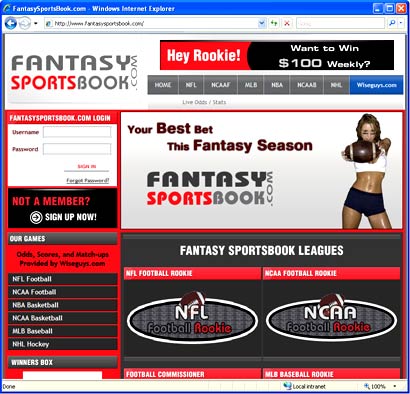 FantasySportsBook.com - Windows Internet Explorer
http://www.fantasysportsbook.com/
FANTASY
SPORTSBOOK.COM
Hey Rookie!
Want to Win
$100 Weekly?
HOME NFL NCAAF MLB NBA NCAAB NHL Wiseguys.com
Live Odds / Stats
FANTASYSPORTSBOOK.COM LOGIN
Username
Password
SIGN IN
Forgot Password?
NOT A MEMBER?
SIGN UP NOW!
Your Best Bet
This Fantasy Season
FANTASY
SPORTSBOOK.COM
OUR GAMES
Odds, Scores, and Match-ups
Provided by Wiseguys.com
NFL Football
NCAA Football
NBA Basketball
NCAA Basketball
MLB Baseball
NHL Hockey
WINNERS BOX
FANTASY SPORTSBOOK LEAGUES
NFL FOOTBALL ROOKIE
NCAA FOOTBALL ROOKIE
NFL
Football Rookie
NCAA
Football Rookie
FOOTBALL COMMISSIONER
MLB BASEBALL ROOKIE
Done
Local intranet
100%